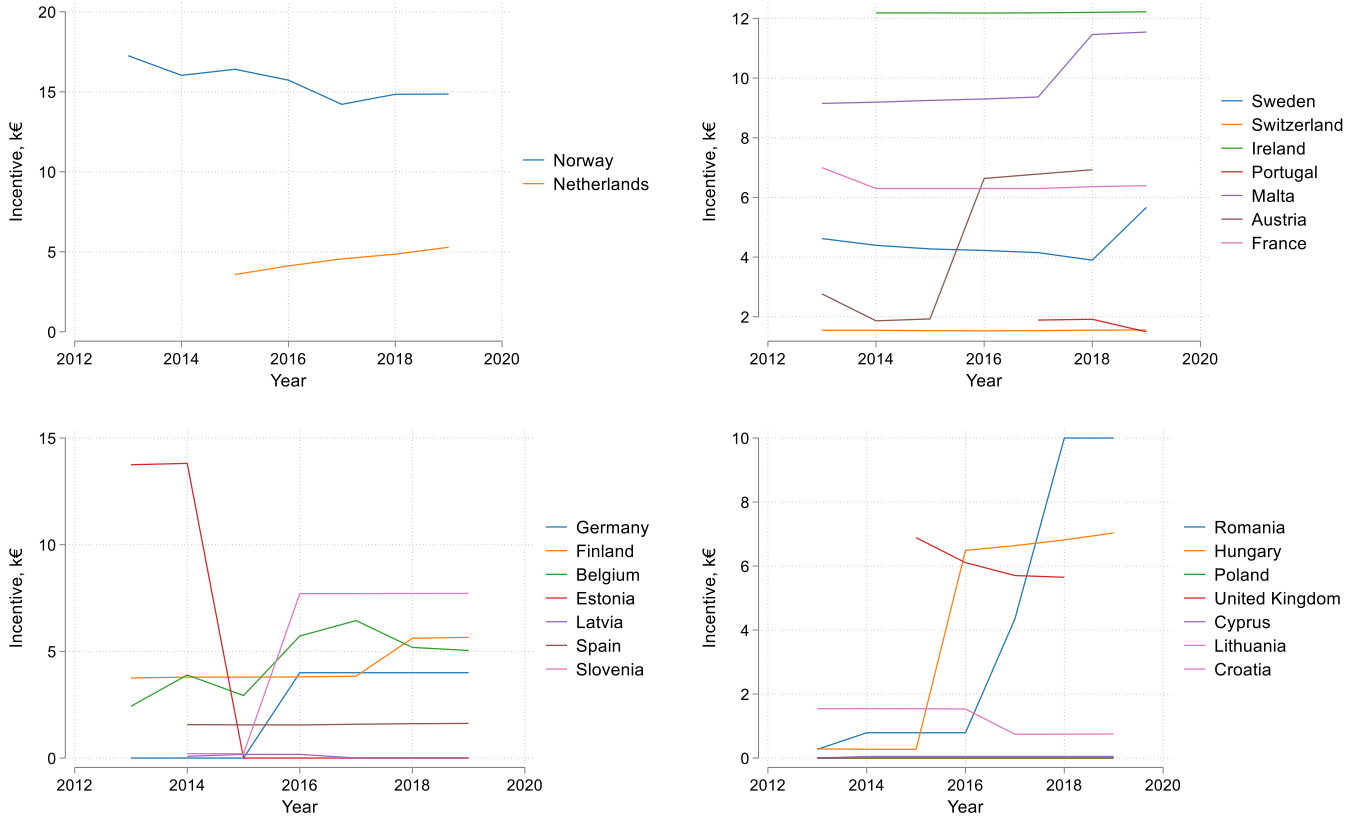 20
15
10
5
0
Incentive, k€
2012
2014
2016
2018
2020
Year
Norway
Netherlands
12
10
8
6
4
2
Incentive, k€
2012
2014
2016
2018
2020
Year
Sweden
Switzerland
Ireland
Portugal
Malta
Austria
France
15
10
5
0
Incentive, k€
2012
2014
2016
2018
2020
Year
Germany
Finland
Belgium
Estonia
Latvia
Spain
Slovenia
10
8
6
4
2
0
Incentive, k€
2012
2014
2016
2018
2020
Year
Romania
Hungary
Poland
United Kingdom
Cyprus
Lithuania
Croatia